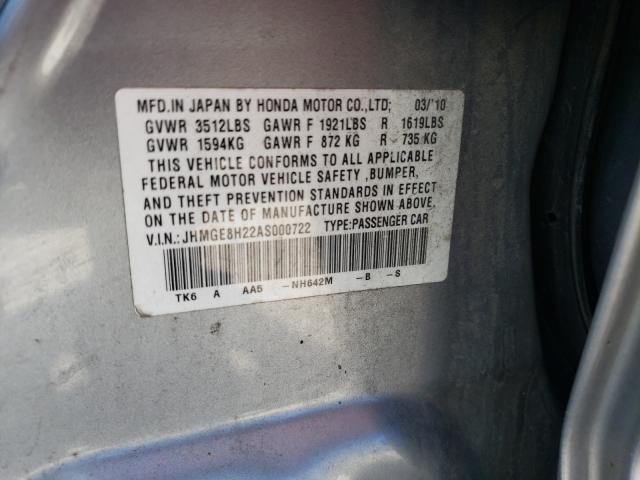 MFD.IN JAPAN BY HONDA MOTOR CO.,LTD; 03/'10
GVWR 3512LBS GAWR F 1921LBS R 1619LBS
GVWR 1594KG GAWR F 872 KG R 735 KG
THIS VEHICLE CONFORMS TO ALL APPLICABLE
FEDERAL MOTOR VEHICLE SAFETY ,BUMPER,
AND THEFT PREVENTION STANDARDS IN EFFECT
ON THE DATE OF MANUFACTURE SHOWN ABOVE.
V.I.N.:JHMGE8H22AS000722 TYPE:PASSENGER CAR
TK6 A AA5 -NH642M -B -S